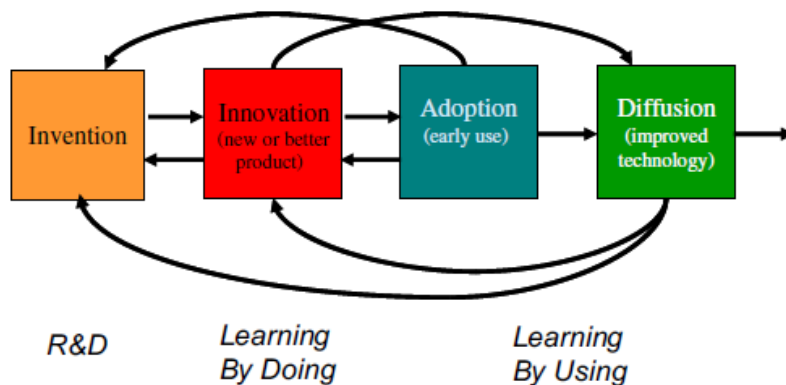 Invention
Innovation
(new or better
product)
Adoption
(early use)
Diffusion
(improved
technology)
R&D
Learning
By Doing
Learning
By Using